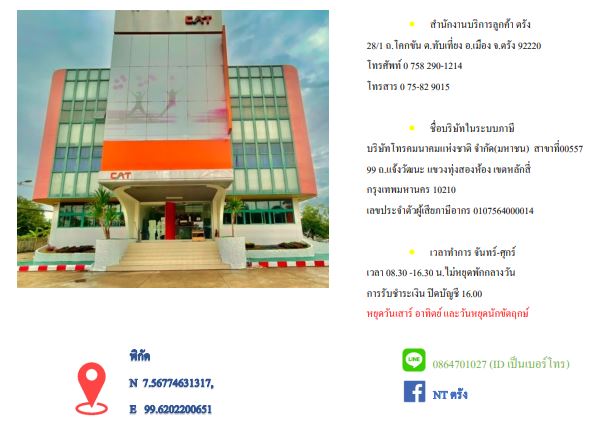 CAT
CAT
สำนักงานบริการลูกค้า ตรัง
28/1 ถ.โคกขัน ต.ทับเที่ยง อ.เมือง จ.ตรัง 92220
โทรศัพท์ 0 758 290-1214
โทรสาร 0 75-82 9015
ชื่อบริษัทในระบบภาษี
บริษัทโทรคมนาคมแห่งชาติ จำกัด(มหาชน) สาขาที่00557
99 ถ.แจ้งวัฒนะ แขวงทุ่งสองห้อง เขตหลักสี่
กรุงเทพมหานคร 10210
เลขประจำตัวผู้เสียภาษีอากร 0107564000014
เวลาทำการ จันทร์-ศุกร์
เวลา 08.30 -16.30 น.ไม่หยุดพักกลางวัน
การรับชำระเงิน ปิดบัญชี 16.00
หยุดวันเสาร์ อาทิตย์ และวันหยุดนักขัตฤกษ์
พิกัด
N 7.56774631317,
E 99.6202200651
LINE
0864701027 (ID เป็นเบอร์โทร)
NT ตรัง